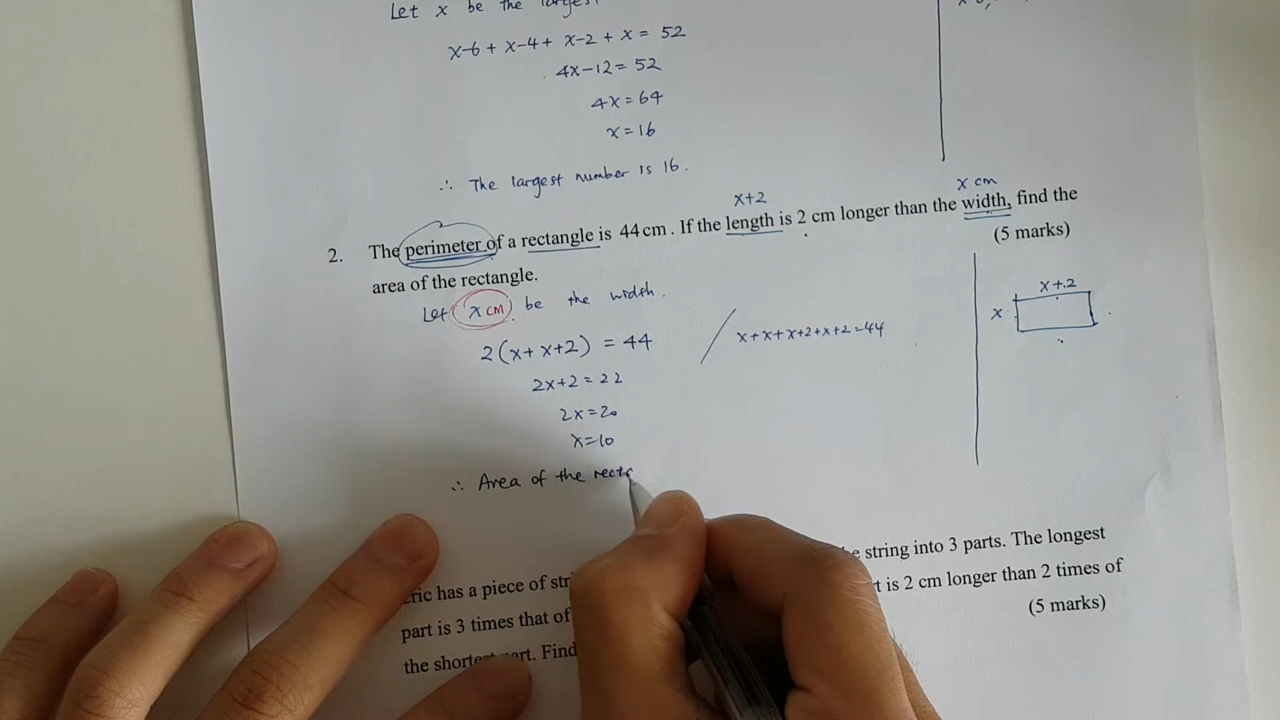 Let x be the largest
x-6 + x-4 + x-2 + x = 52
4x-12 = 52
4x = 64
x = 16
∴ The largest number is 16.
x+2
x cm
2. The perimeter of a rectangle is 44 cm. If the length is 2 cm longer than the width, find the
area of the rectangle. (5 marks)
Let x cm be the width.
2(x+x+2) = 44
2x+2 = 22
2x = 20
x = 10
∴ Area of the
/ x+x+x+2+x+2=44
x+2
x
string into 3 parts. The longest
Eric has a piece of
t is 2 cm longer than 2 times of
part is 3 times that of
(5 marks)
the shortest part. Find